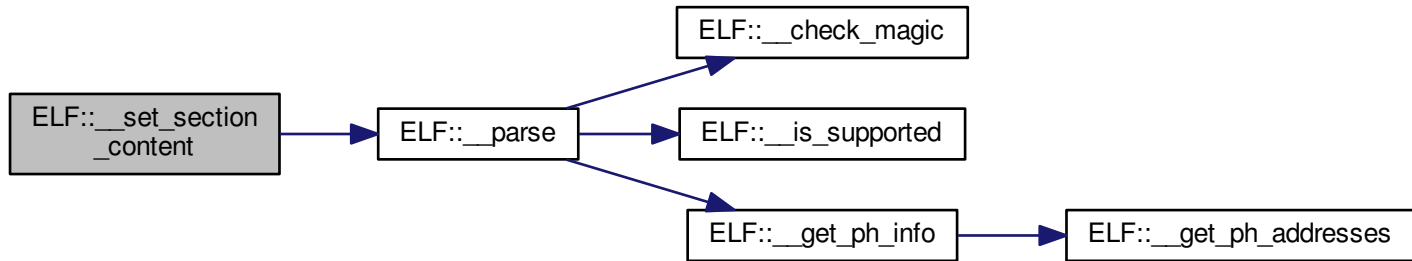 ELF::__set_section
_content
ELF::__parse
ELF::__check_magic
ELF::__is_supported
ELF::__get_ph_info
ELF::__get_ph_addresses